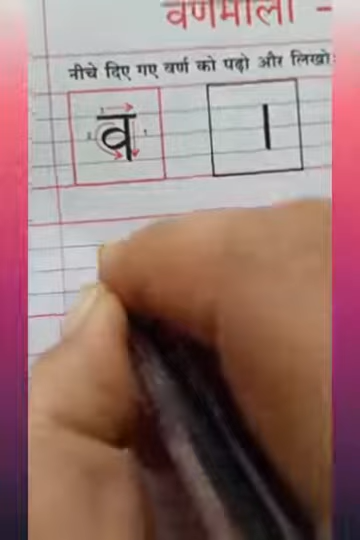 वर्णमाला -
नीचे दिए गए वर्ण को पढ़ो और लिखो
व